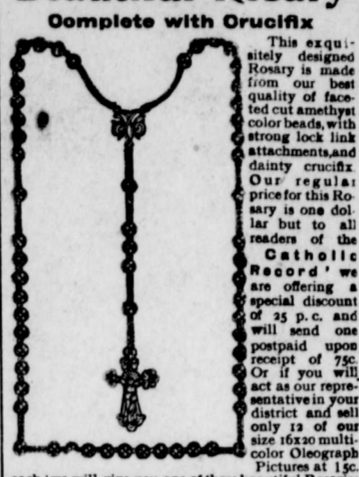 Complete with Crucifix
This exqui-
sitely designed
Rosary is made
from our best
quality of face-
ted cut amethyst
color beads, with
strong lock link
attachments, and
dainty crucifix
Our regular
price for this Ro-
sary is one dol-
lar but to all
readers of the
Catholic
Record' we
are offering a
special discount
of 25 p.c. and
will send one
postpaid upon
receipt of 75c.
Or if you will
act as our repre-
sentative in your
district and sell
only 12 of our
size 16x20 multi-
color Oleograph
Pictures at 15c.